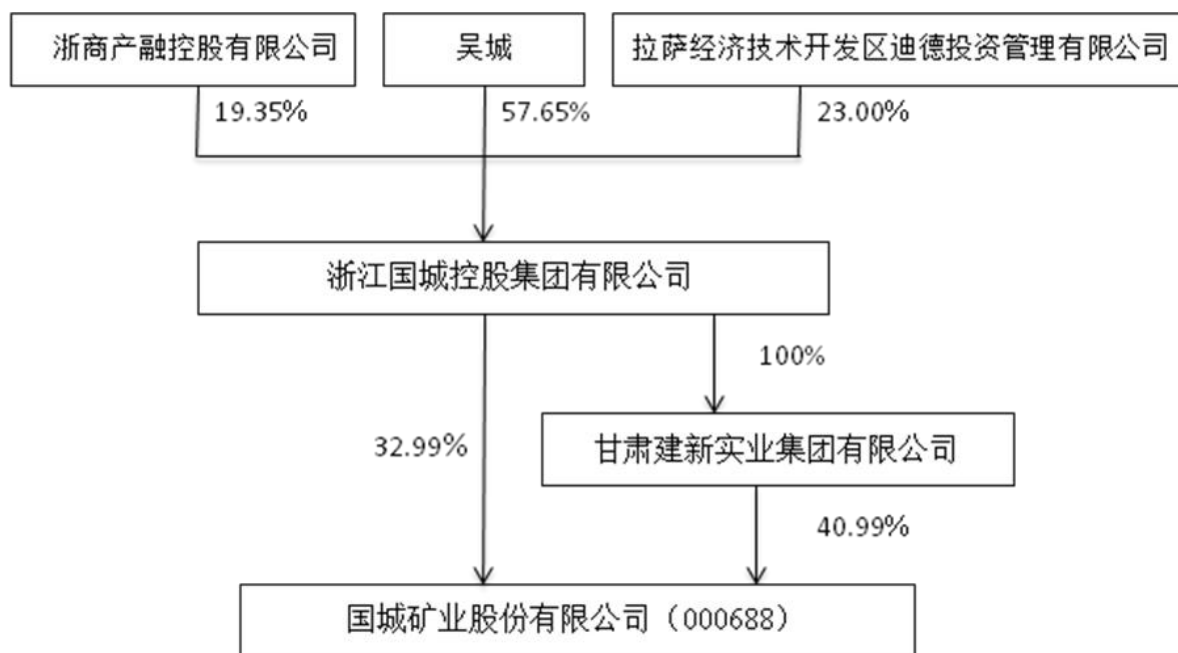 浙商产融控股有限公司
吴城
拉萨经济技术开发区迪德投资管理有限公司
19.35%
57.65%
23.00%
浙江国城控股集团有限公司
100%
32.99%
甘肃建新实业集团有限公司
40.99%
国城矿业股份有限公司（000688）